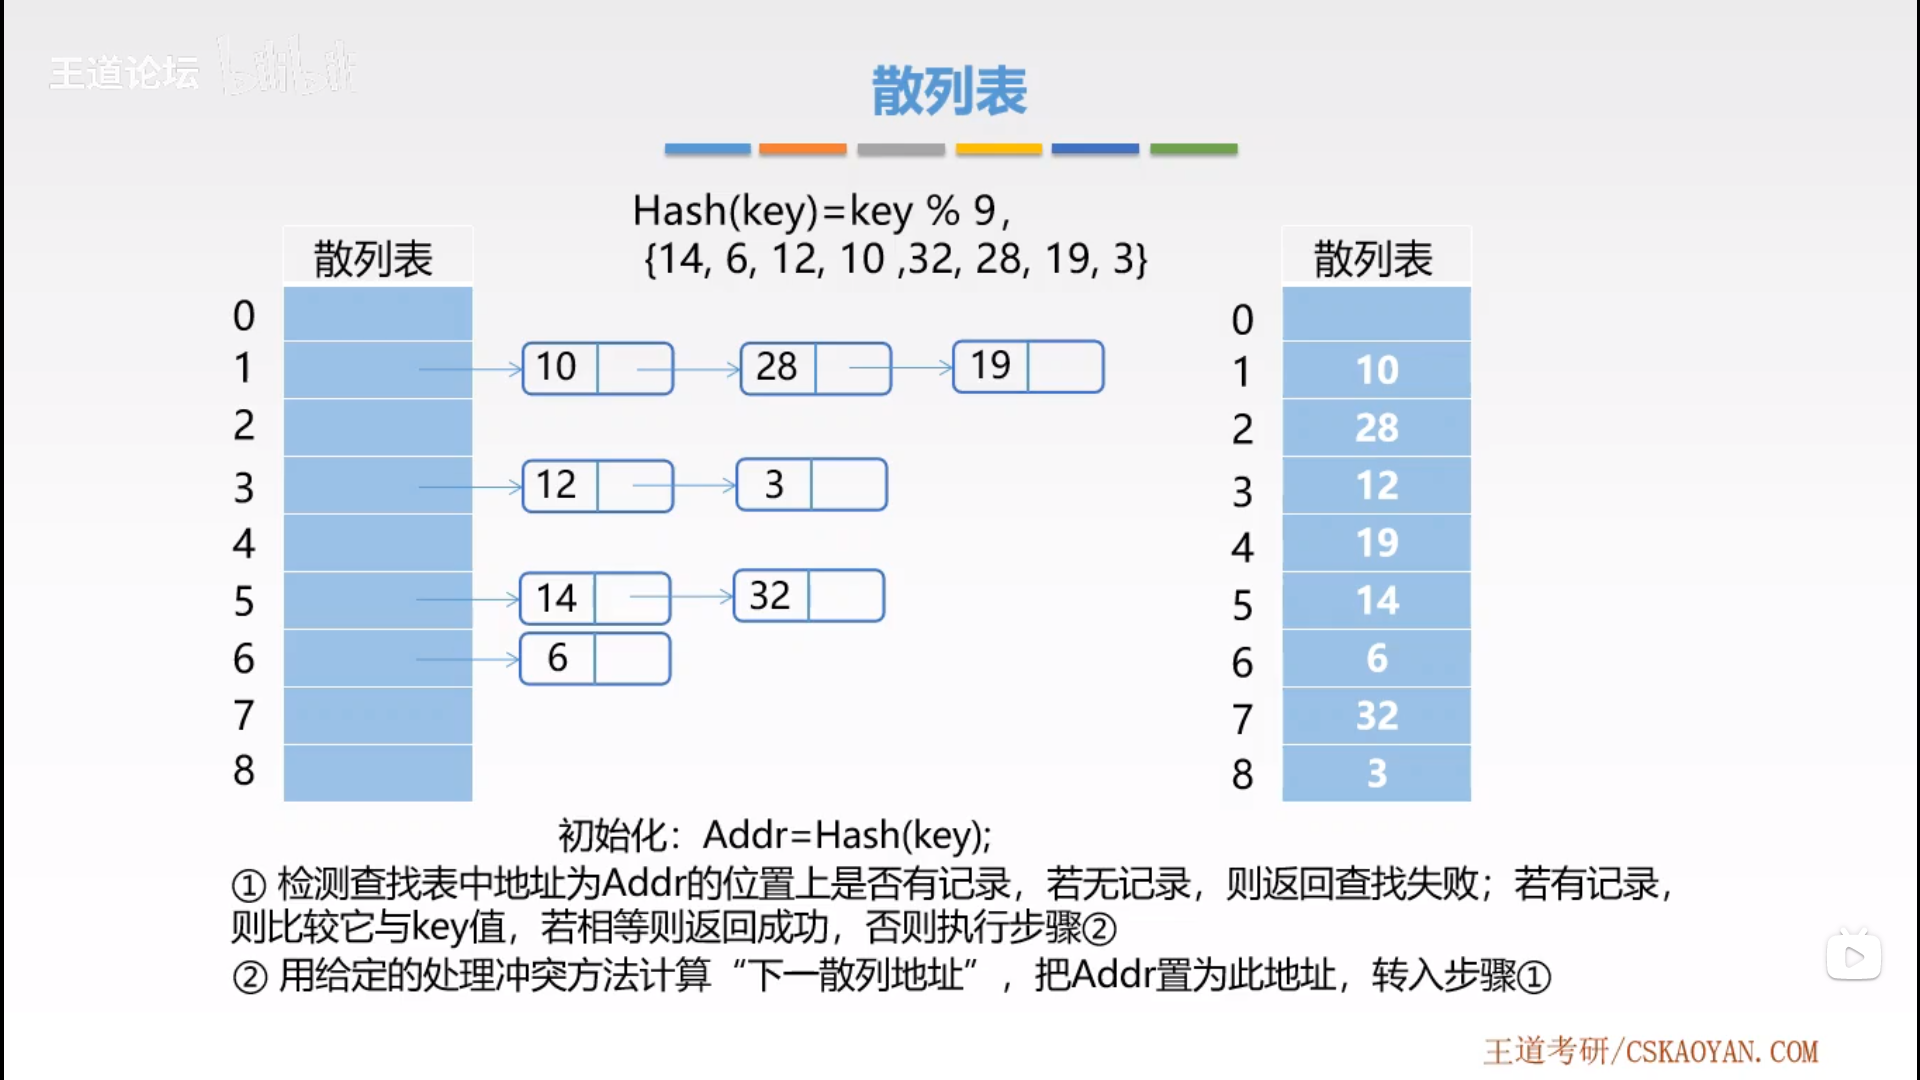 王道论坛 bilibili
散列表
Hash(key)=key % 9,
{14, 6, 12, 10 ,32, 28, 19, 3}
散列表
0
1 10 28 19
2
3 12 3
4
5 14 32
6 6
7
8
散列表
0
1 10
2 28
3 12
4 19
5 14
6 6
7 32
8 3
初始化：Addr=Hash(key);
① 检测查找表中地址为Addr的位置上是否有记录，若无记录，则返回查找失败；若有记录，
则比较它与key值，若相等则返回成功，否则执行步骤②
② 用给定的处理冲突方法计算“下一散列地址”，把Addr置为此地址，转入步骤①
王道考研/CSKAOYAN.COM